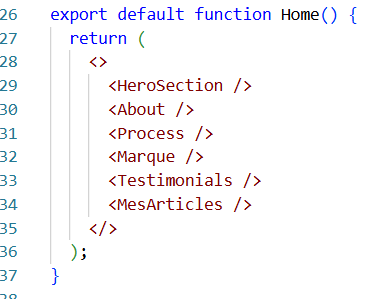 26 export default function Home() {
27   return (
28     <>
29       <HeroSection />
30       <About />
31       <Process />
32       <Marque />
33       <Testimonials />
34       <MesArticles />
35     </>
36   );
37 }
38